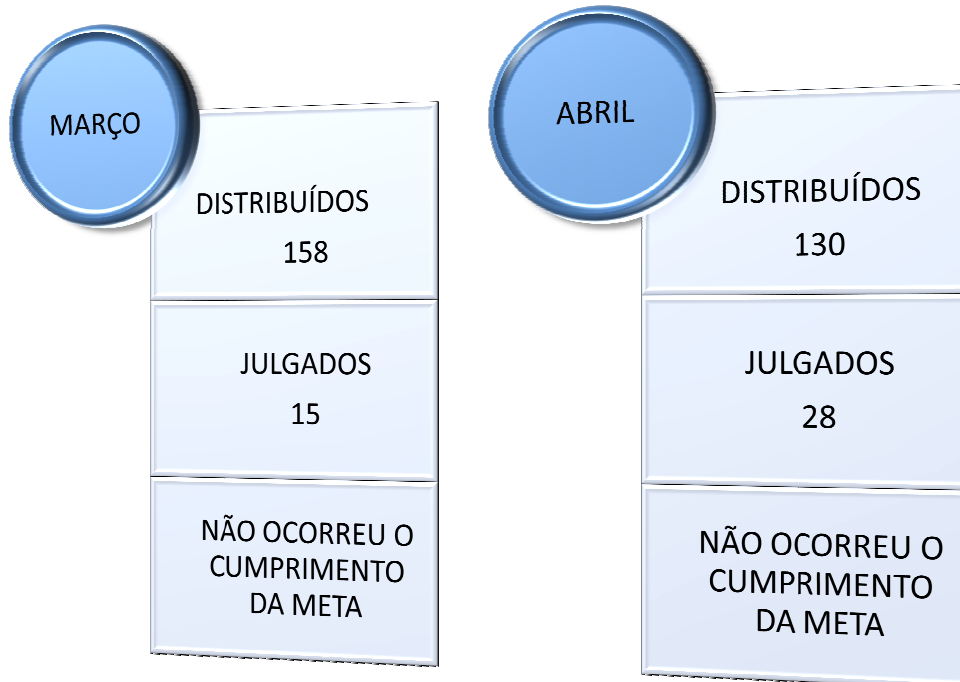 MARÇO
DISTRIBUÍDOS
158
JULGADOS
15
NÃO OCORREU O
CUMPRIMENTO
DA META
ABRIL
DISTRIBUÍDOS
130
JULGADOS
28
NÃO OCORREU O
CUMPRIMENTO
DA META